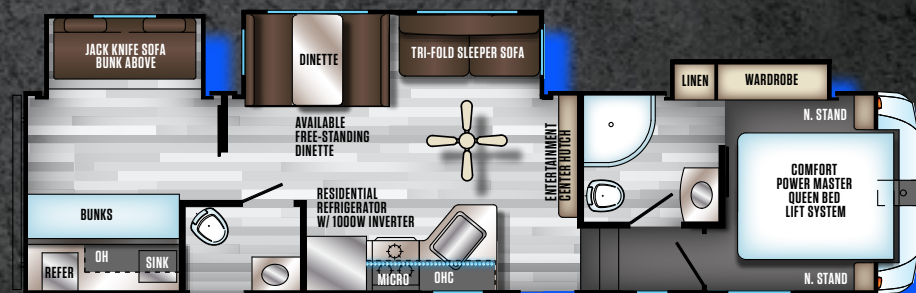 JACK KNIFE SOFA
BUNK ABOVE
DINETTE
TRI-FOLD SLEEPER SOFA
LINEN
WARDROBE
N. STAND
AVAILABLE
FREE-STANDING
DINETTE
ENTERTAINMENT
CENTER HUTCH
COMFORT
POWER MASTER
QUEEN BED
LIFT SYSTEM
RESIDENTIAL
REFRIGERATOR
W/ 1000W INVERTER
BUNKS
OH
SINK
REFER
MICRO
OHC
N. STAND